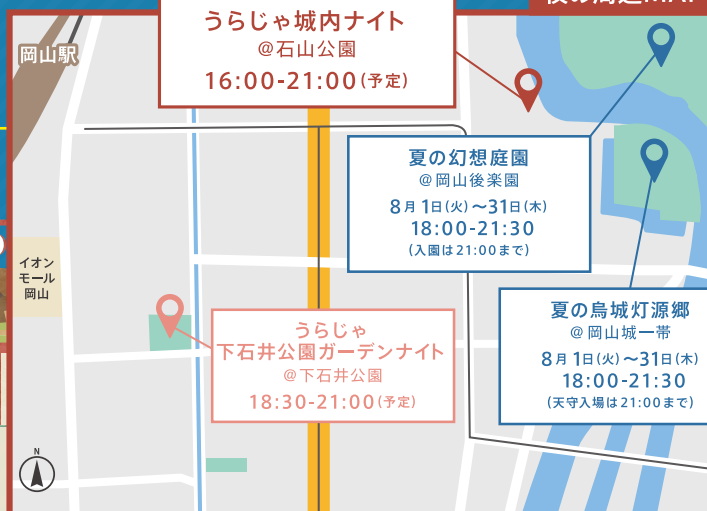 夜の周遊MAP
岡山駅
うらじゃ城内ナイト
@石山公園
16:00-21:00(予定)
夏の幻想庭園
@岡山後楽園
8月1日(火)〜31日(木)
18:00-21:30
(入園は21:00まで)
イオン
モール
岡山
うらじゃ
下石井公園ガーデンナイト
@下石井公園
18:30-21:00(予定)
夏の烏城灯源郷
@岡山城一帯
8月1日(火)〜31日(木)
18:00-21:30
(天守入場は21:00まで)
N